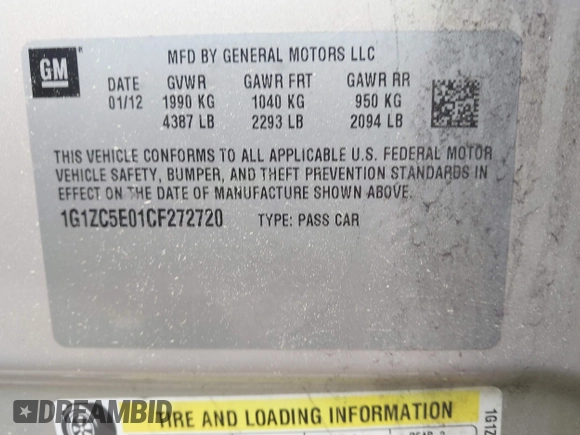 GM
MFD BY GENERAL MOTORS LLC
DATE GVWR GAWR FRT GAWR RR
01/12 1990 KG 1040 KG 950 KG
4387 LB 2293 LB 2094 LB
THIS VEHICLE CONFORMS TO ALL APPLICABLE U.S. FEDERAL MOTOR
VEHICLE SAFETY, BUMPER, AND THEFT PREVENTION STANDARDS IN
EFFECT ON THE DATE OF MANUFACTURE SHOWN ABOVE.
1G1ZC5E01CF272720 TYPE: PASS CAR
TIRE AND LOADING INFORMATION
1G1Z
RIDESAFELY